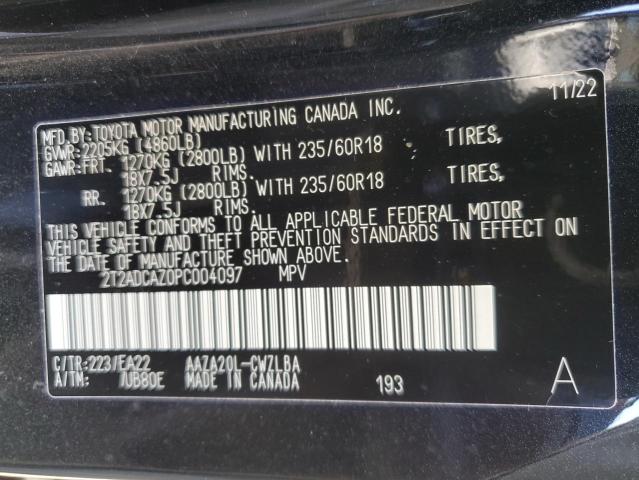 11/22
MFD.BY:TOYOTA MOTOR MANUFACTURING CANADA INC.
GVWR:2205KG (4860LB)
GAWR:FRT. 1270KG (2800LB) WITH 235/60R18 TIRES,
18X7.5J RIMS.
RR. 1270KG (2800LB) WITH 235/60R18 TIRES,
18X7.5J RIMS.
THIS VEHICLE CONFORMS TO ALL APPLICABLE FEDERAL MOTOR
VEHICLE SAFETY AND THEFT PREVENTION STANDARDS IN EFFECT ON
THE DATE OF MANUFACTURE SHOWN ABOVE.
2T2ADCAZ0PC004097 MPV
C/TR:223/EA22 AAZA20L-CWZLBA
A/TM: /UB80E MADE IN CANADA 193 A